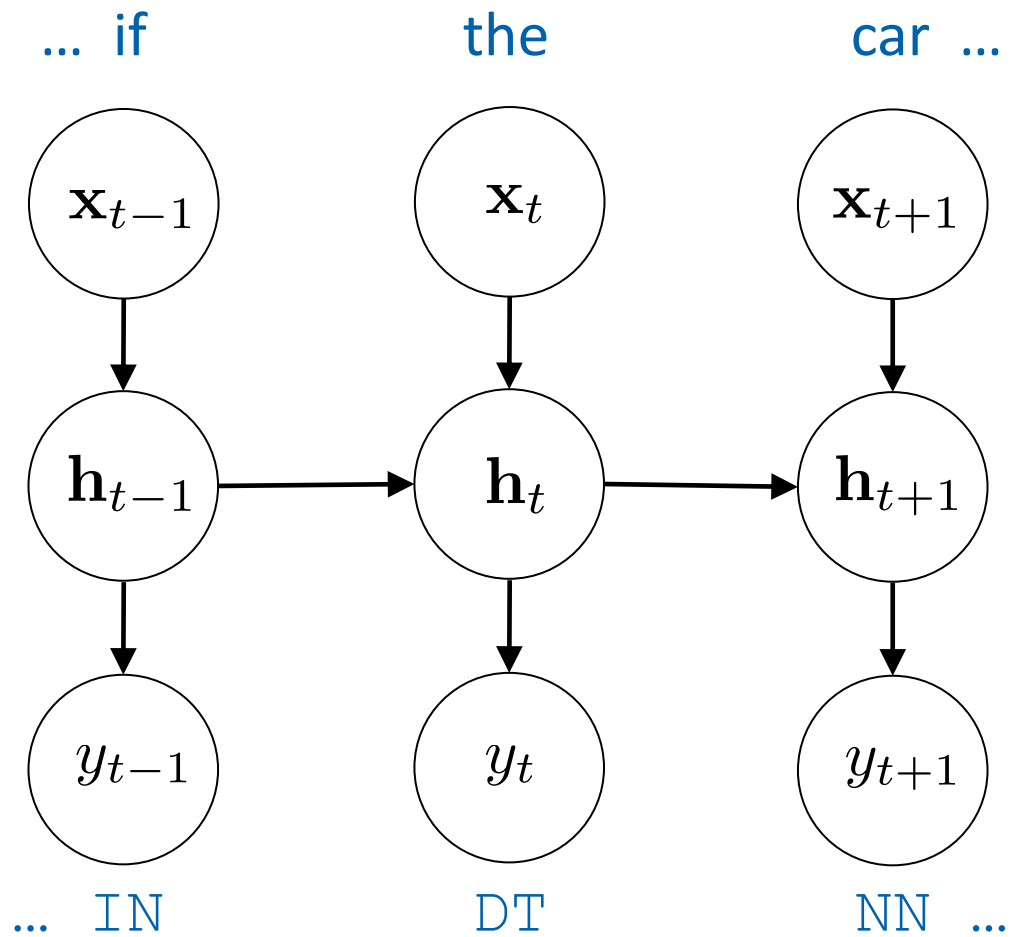 … if the car …
𝐱ₜ₋₁ 𝐱ₜ 𝐱ₜ₊₁
𝐡ₜ₋₁ 𝐡ₜ 𝐡ₜ₊₁
yₜ₋₁ yₜ yₜ₊₁
… IN DT NN …